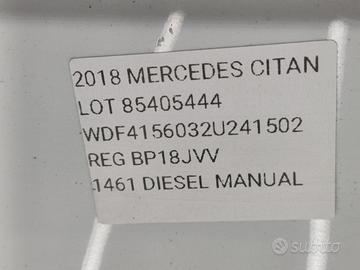 2018 MERCEDES CITAN
LOT 85405444
WDF4156032U241502
REG BP18JVV
1461 DIESEL MANUAL
subito